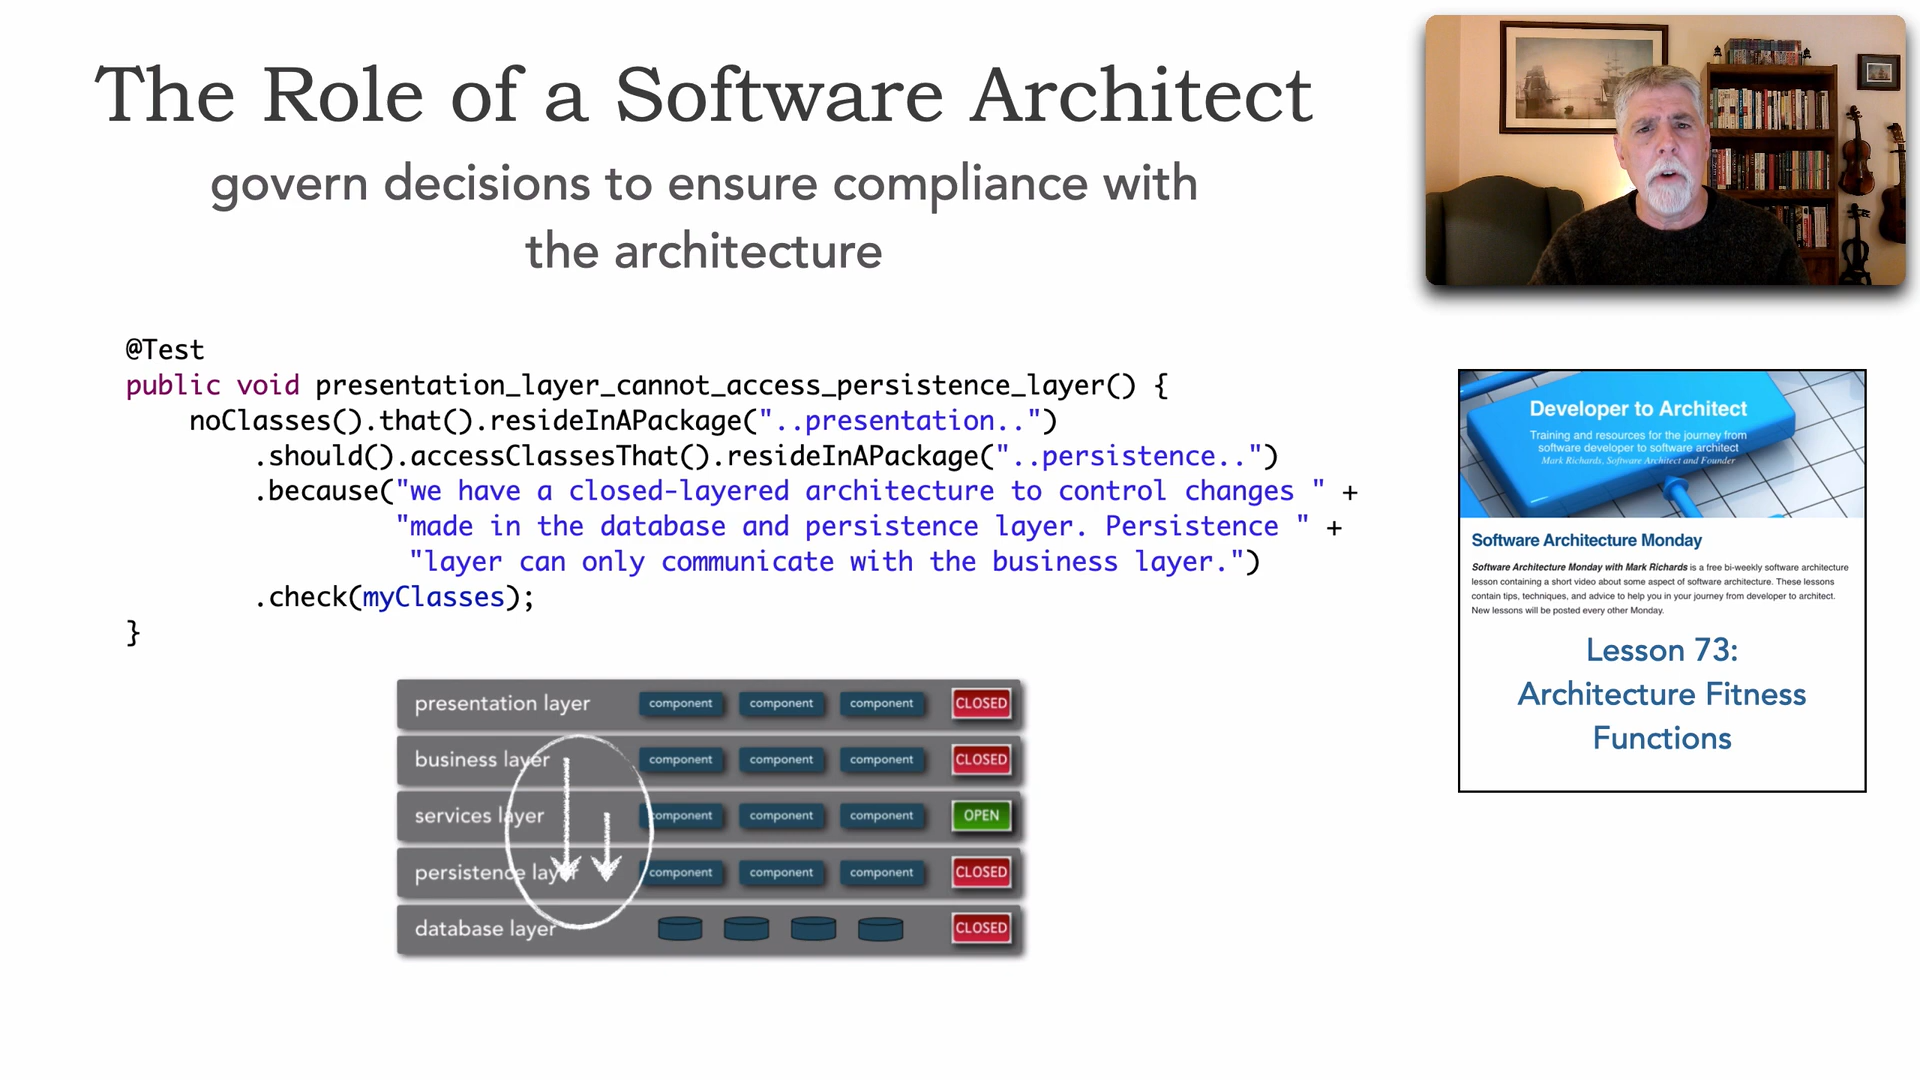 The Role of a Software Architect
govern decisions to ensure compliance with
the architecture
@Test
public void presentation_layer_cannot_access_persistence_layer() {
noClasses().that().resideInAPackage("..presentation..")
.should().accessClassesThat().resideInAPackage("..persistence..")
.because("we have a closed-layered architecture to control changes " +
"made in the database and persistence layer. Persistence " +
"layer can only communicate with the business layer.")
.check(myClasses);
}
presentation layer component component component CLOSED
business layer component component component CLOSED
services layer component component component OPEN
persistence layer component component component CLOSED
database layer CLOSED
Developer to Architect
Training and resources for the journey from
software developer to software architect
Mark Richards, Software Architect and Founder
Software Architecture Monday
Software Architecture Monday with Mark Richards is a free bi-weekly software architecture
lesson containing a short video about some aspect of software architecture. These lessons
contain tips, techniques, and advice to help you in your journey from developer to architect.
New lessons will be posted every other Monday.
Lesson 73:
Architecture Fitness
Functions